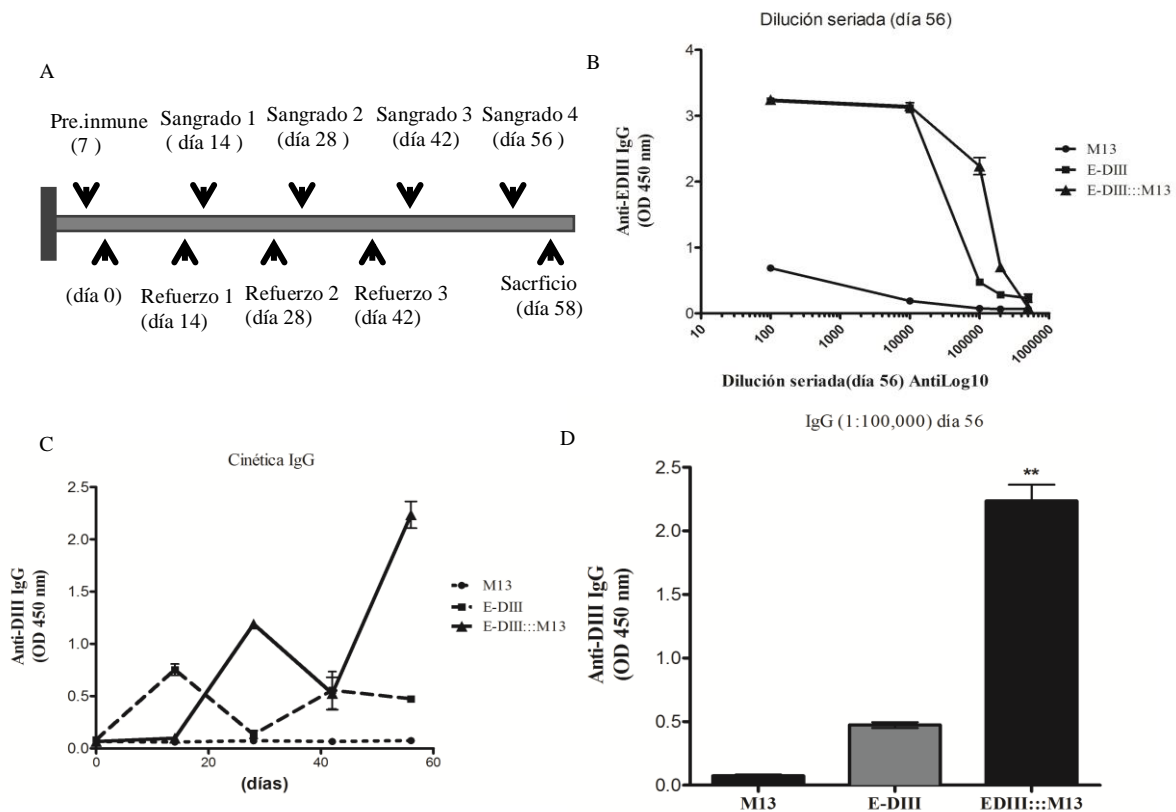 A
Pre.inmune
(7 )
Sangrado 1
( día 14 )
Sangrado 2
(día 28 )
Sangrado 3
(día 42)
Sangrado 4
(día 56 )
(día 0)
Refuerzo 1
(día 14)
Refuerzo 2
(día 28)
Refuerzo 3
(día 42)
Sacrficio
(día 58)
B
Dilución seriada (día 56)
Anti-EDIII IgG
(OD 450 nm)
4
3
2
1
0
10
100
1000
10000
100000
1000000
Dilución seriada(día 56) AntiLog10
M13
E-DIII
E-DIII:::M13
C
Cinética IgG
Anti-DIII IgG
(OD 450 nm)
2.5
2.0
1.5
1.0
0.5
0.0
0
20
40
60
(días)
M13
E-DIII
E-DIII:::M13
D
IgG (1:100,000) día 56
Anti-DIII IgG
(OD 450 nm)
2.5
2.0
1.5
1.0
0.5
0.0
**
M13
E-DIII
EDIII:::M13